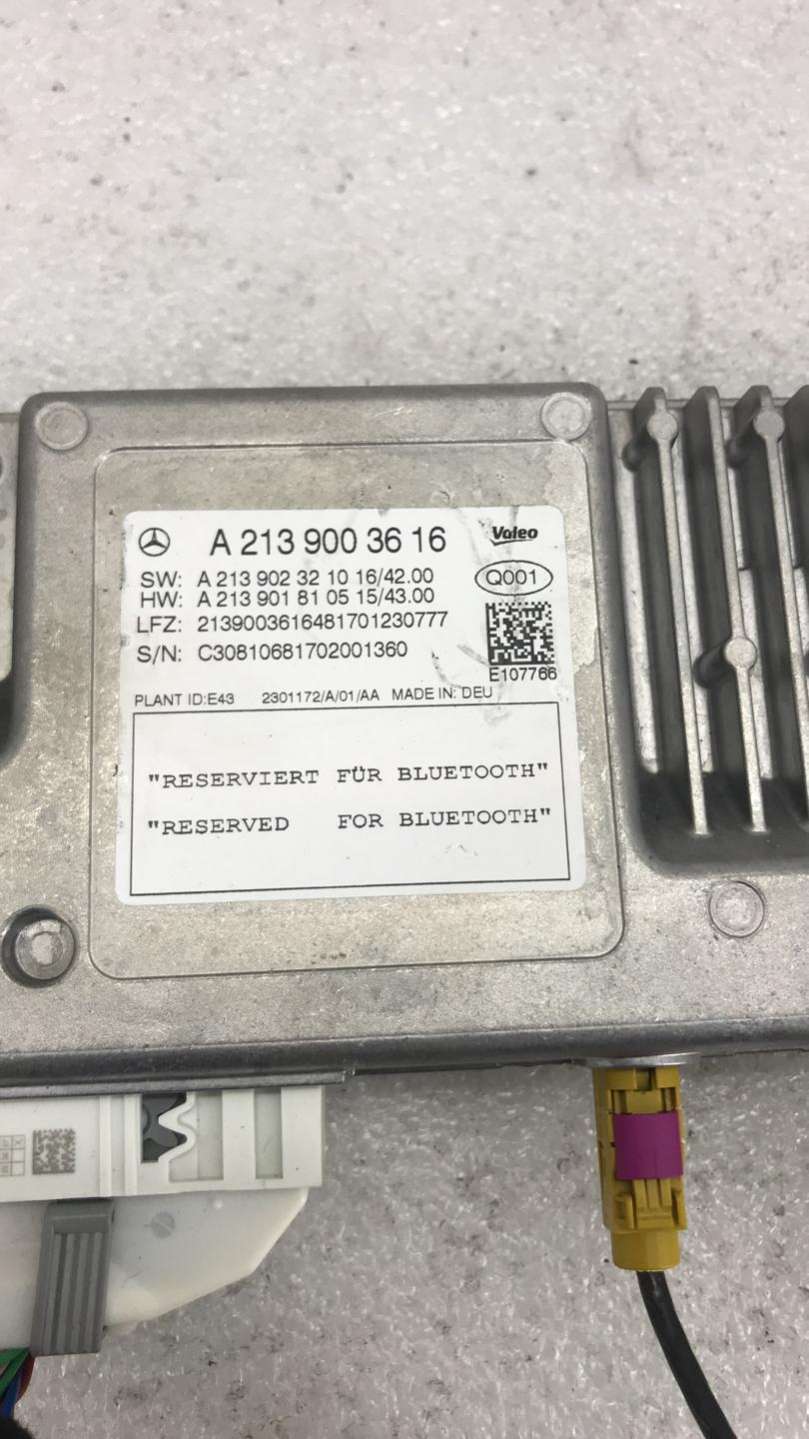 A 213 900 36 16 Valeo
SW: A 213 902 32 10 16/42.00
HW: A 213 901 81 05 15/43.00
Q001
LFZ: 2139003616481701230777
S/N: C30810681702001360
E107766
PLANT ID:E43 2301172/A/01/AA MADE IN: DEU
"RESERVIERT FÜR BLUETOOTH"
"RESERVED FOR BLUETOOTH"